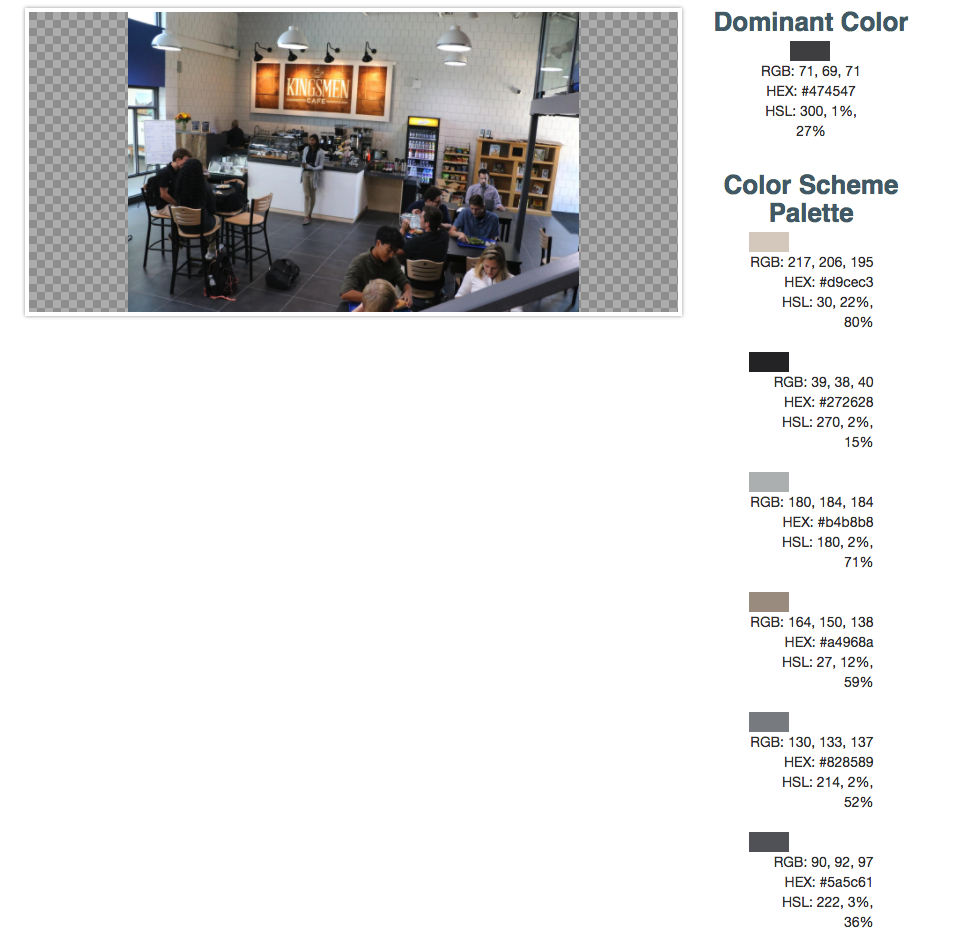 KINGSMEN
CAFE
Dominant Color
RGB: 71, 69, 71
HEX: #474547
HSL: 300, 1%,
27%
Color Scheme
Palette
RGB: 217, 206, 195
HEX: #d9cec3
HSL: 30, 22%,
80%
RGB: 39, 38, 40
HEX: #272628
HSL: 270, 2%,
15%
RGB: 180, 184, 184
HEX: #b4b8b8
HSL: 180, 2%,
71%
RGB: 164, 150, 138
HEX: #a4968a
HSL: 27, 12%,
59%
RGB: 130, 133, 137
HEX: #828589
HSL: 214, 2%,
52%
RGB: 90, 92, 97
HEX: #5a5c61
HSL: 222, 3%,
36%